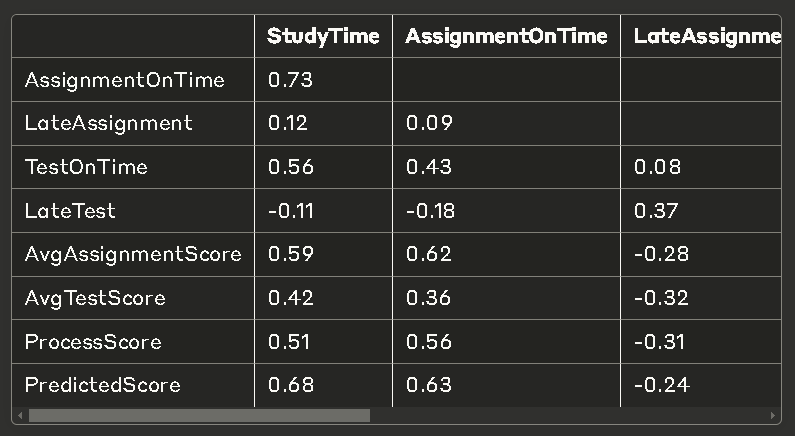 StudyTime AssignmentOnTime LateAssignme
AssignmentOnTime 0.73
LateAssignment 0.12 0.09
TestOnTime 0.56 0.43 0.08
LateTest -0.11 -0.18 0.37
AvgAssignmentScore 0.59 0.62 -0.28
AvgTestScore 0.42 0.36 -0.32
ProcessScore 0.51 0.56 -0.31
PredictedScore 0.68 0.63 -0.24